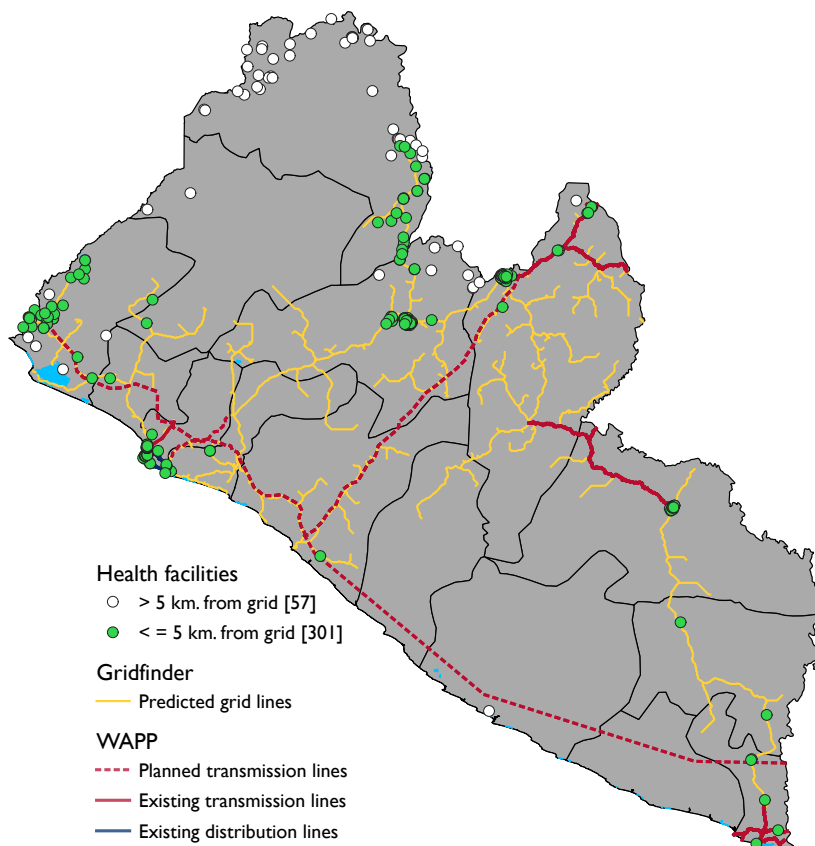 Health facilities
> 5 km. from grid [57]
< = 5 km. from grid [301]
Gridfinder
Predicted grid lines
WAPP
Planned transmission lines
Existing transmission lines
Existing distribution lines